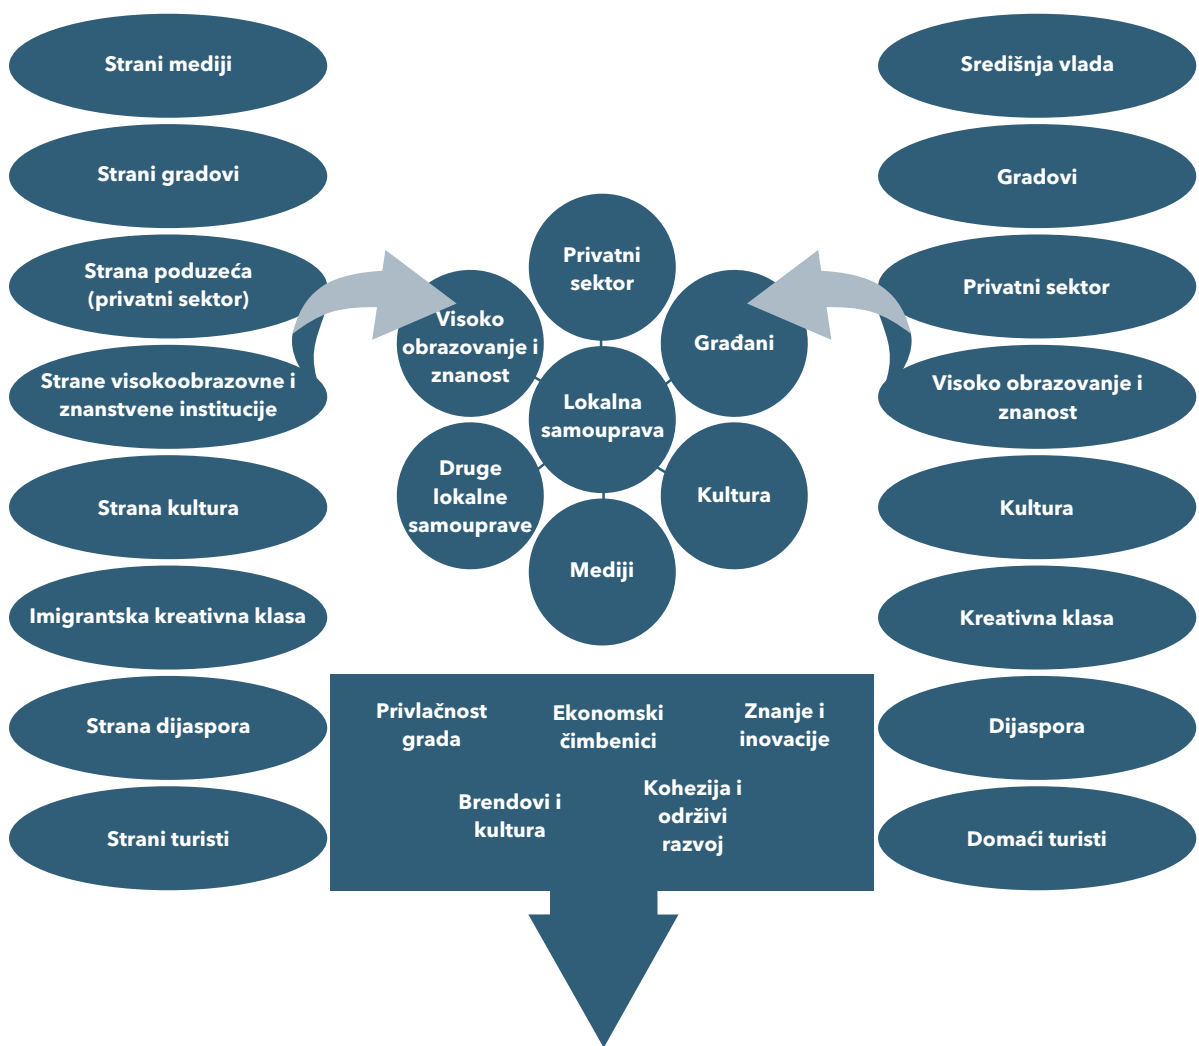 Strani mediji
Strani gradovi
Strana poduzeća
(privatni sektor)
Strane visokoobrazovne i
znanstvene institucije
Strana kultura
Imigrantska kreativna klasa
Strana dijaspora
Strani turisti
Privatni
sektor
Visoko
obrazovanje i
znanost
Građani
Lokalna
samouprava
Druge
lokalne
samouprave
Kultura
Mediji
Privlačnost
grada
Ekonomski
čimbenici
Znanje i
inovacije
Brendovi i
kultura
Kohezija i
održivi
razvoj
Središnja vlada
Gradovi
Privatni sektor
Visoko obrazovanje i
znanost
Kultura
Kreativna klasa
Dijaspora
Domaći turisti